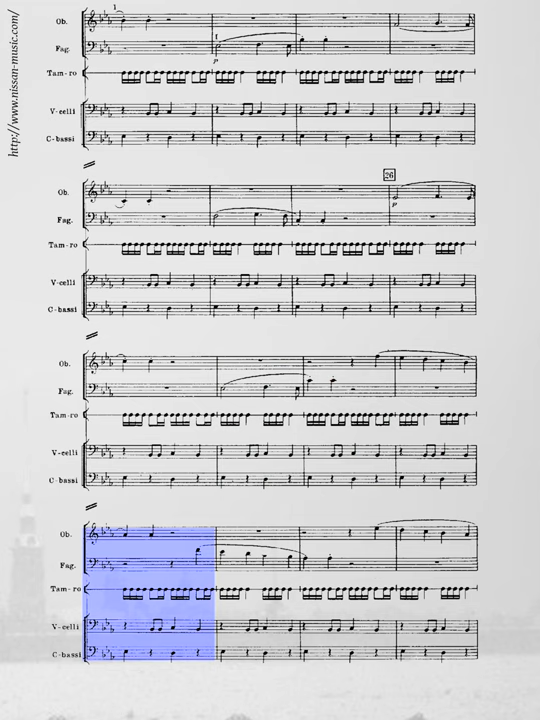 http://www.nissan-music.com/
1
Ob.
Fag.
1
p
Tam-ro
V-celli
C-bassi
26
Ob.
p
Fag.
Tam-ro
V-celli
C-bassi
Ob.
Fag.
Tam-ro
V-celli
C-bassi
Ob.
Fag.
Tam-ro
V-celli
C-bassi